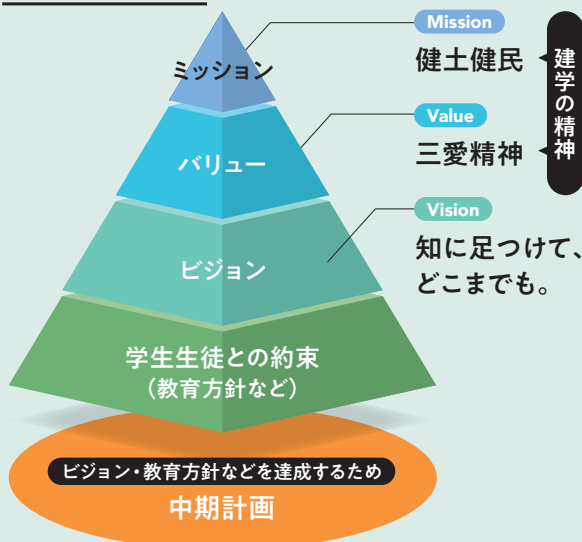 ミッション
バリュー
ビジョン
学生生徒との約束
（教育方針など）
ビジョン・教育方針などを達成するため
中期計画
Mission
健土健民
Value
三愛精神
建学の精神
Vision
知に足つけて、
どこまでも。